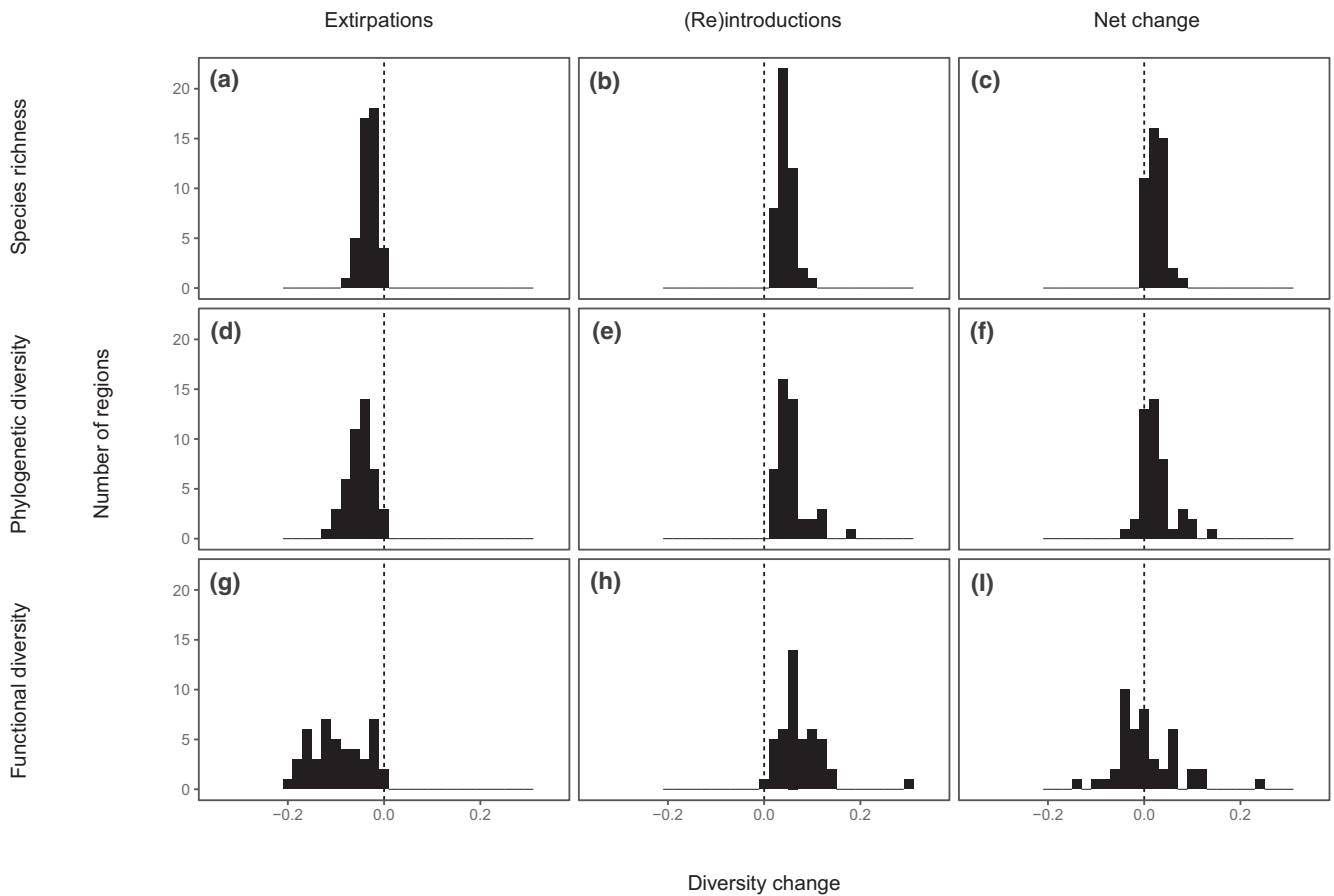 Extirpations
(Re)introductions
Net change
Species richness
Phylogenetic diversity
Functional diversity
Number of regions
(a)
(b)
(c)
20
15
10
5
0
(d)
(e)
(f)
20
15
10
5
0
(g)
(h)
(I)
20
15
10
5
0
−0.2 0.0 0.2
−0.2 0.0 0.2
−0.2 0.0 0.2
Diversity change